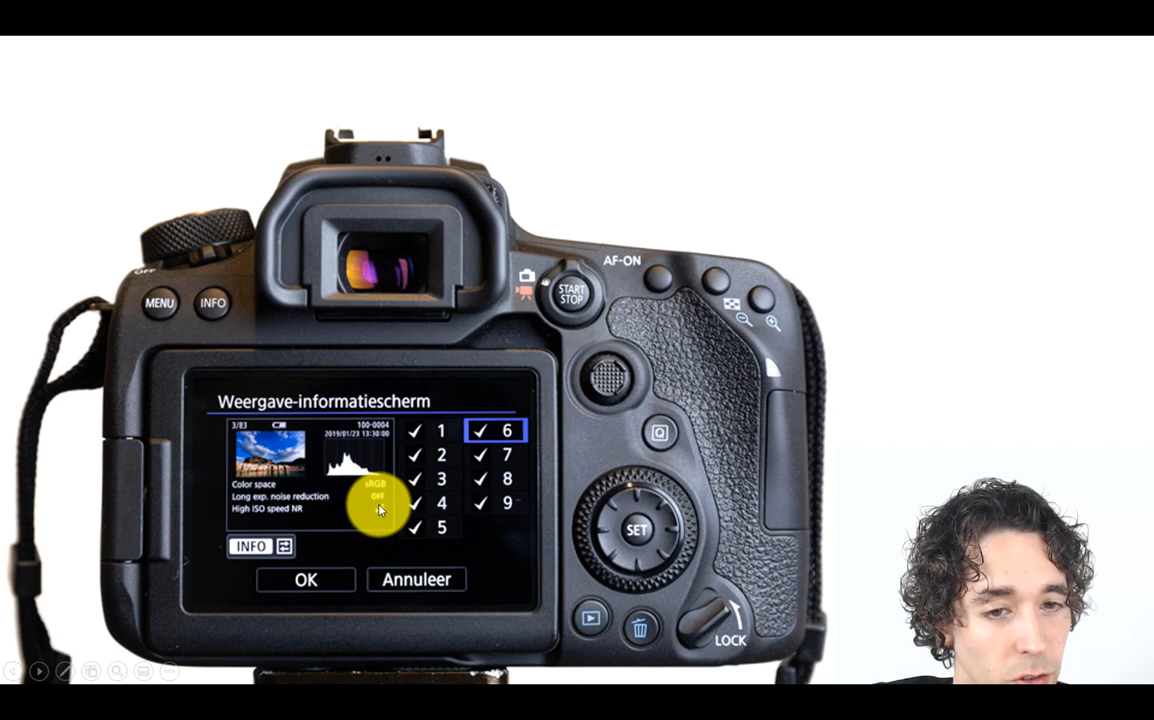 OFF
MENU
INFO
START
STOP
AF-ON
Weergave-informatiescherm
3/83
100-0004
2019/01/23 13:30:00
Color space
sRGB
Long exp. noise reduction
OFF
High ISO speed NR
✓ 1
✓ 2
✓ 3
✓ 4
✓ 5
✓ 6
✓ 7
✓ 8
✓ 9
INFO
OK
Annuleer
Q
SET
LOCK